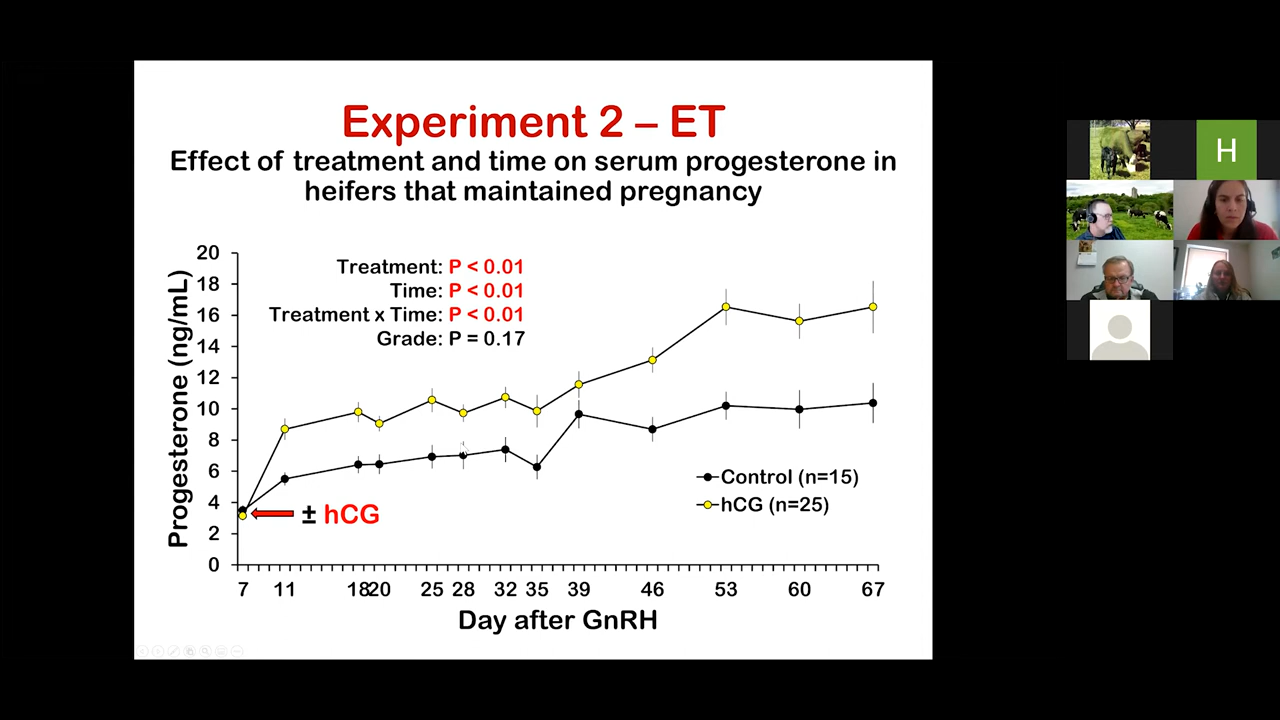 Experiment 2 – ET
Effect of treatment and time on serum progesterone in
heifers that maintained pregnancy
Progesterone (ng/mL)
20
18
16
14
12
10
8
6
4
2
0
Treatment: P < 0.01
Time: P < 0.01
Treatment x Time: P < 0.01
Grade: P = 0.17
Control (n=15)
hCG (n=25)
± hCG
7 11 18 20 25 28 32 35 39 46 53 60 67
Day after GnRH
H